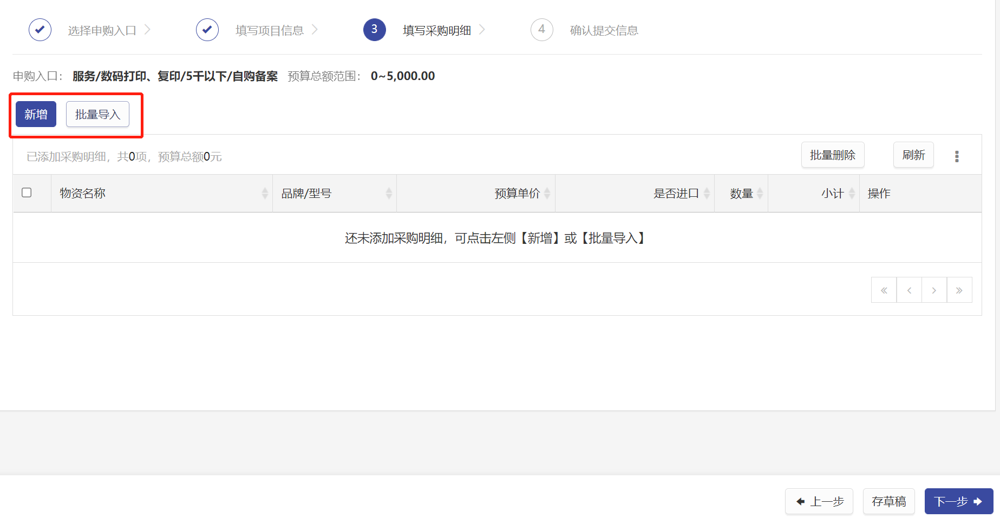 选择申购入口
填写项目信息
3 填写采购明细
4 确认提交信息
申购入口： 服务/数码打印、复印/5千以下/自购备案 预算总额范围： 0~5,000.00
新增 批量导入
已添加采购明细，共0项，预算总额0元
批量删除 刷新
物资名称 品牌/型号 预算单价 是否进口 数量 小计 操作
还未添加采购明细，可点击左侧【新增】或【批量导入】
上一步 存草稿 下一步